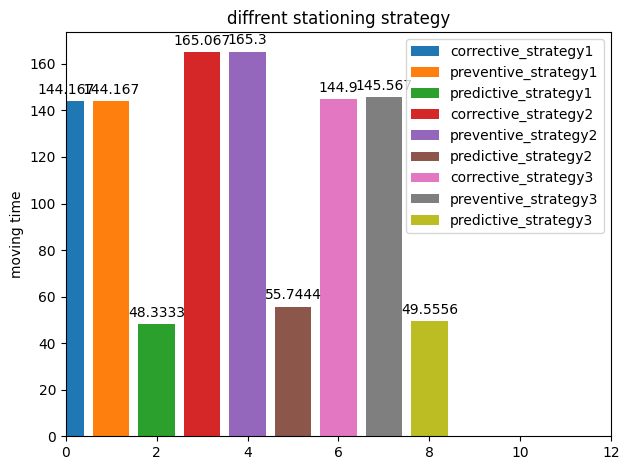 diffrent stationing strategy
165.067
165.3
144.167
144.167
144.9
145.567
48.3333
55.7444
49.5556
corrective_strategy1
preventive_strategy1
predictive_strategy1
corrective_strategy2
preventive_strategy2
predictive_strategy2
corrective_strategy3
preventive_strategy3
predictive_strategy3
moving time
160
140
120
100
80
60
40
20
0
0 2 4 6 8 10 12